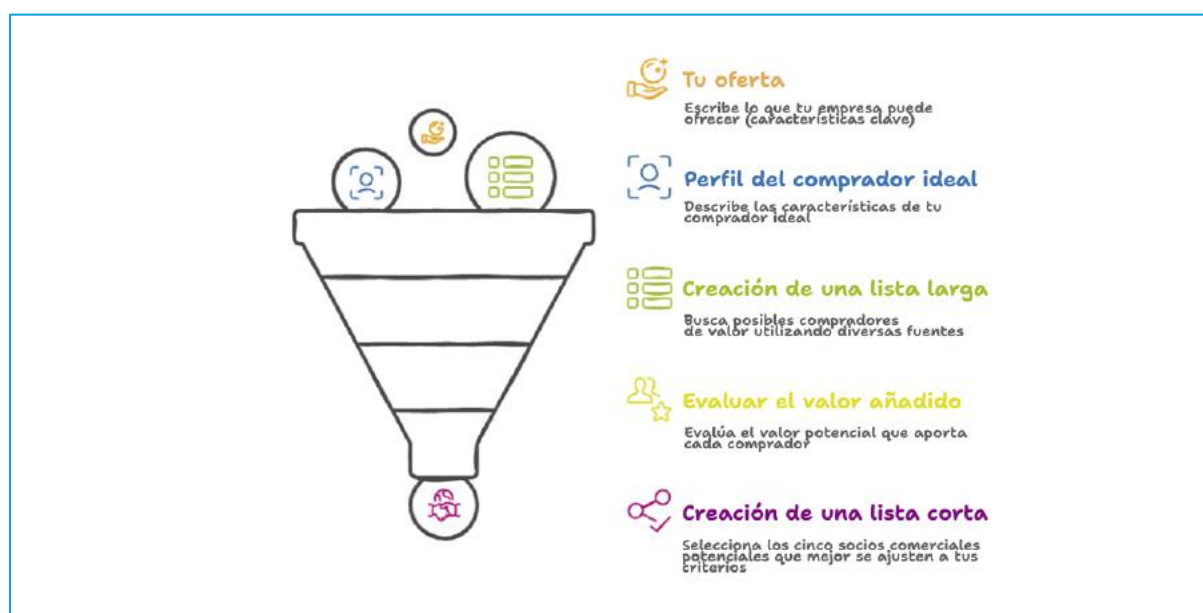 Tu oferta
Escribe lo que tu empresa puede
ofrecer (características clave)
Perfil del comprador ideal
Describe las características de tu
comprador ideal
Creación de una lista larga
Busca posibles compradores
de valor utilizando diversas fuentes
Evaluar el valor añadido
Evalúa el valor potencial que aporta
cada comprador
Creación de una lista corta
Selecciona los cinco socios comerciales
potenciales que mejor se ajusten a tus
criterios